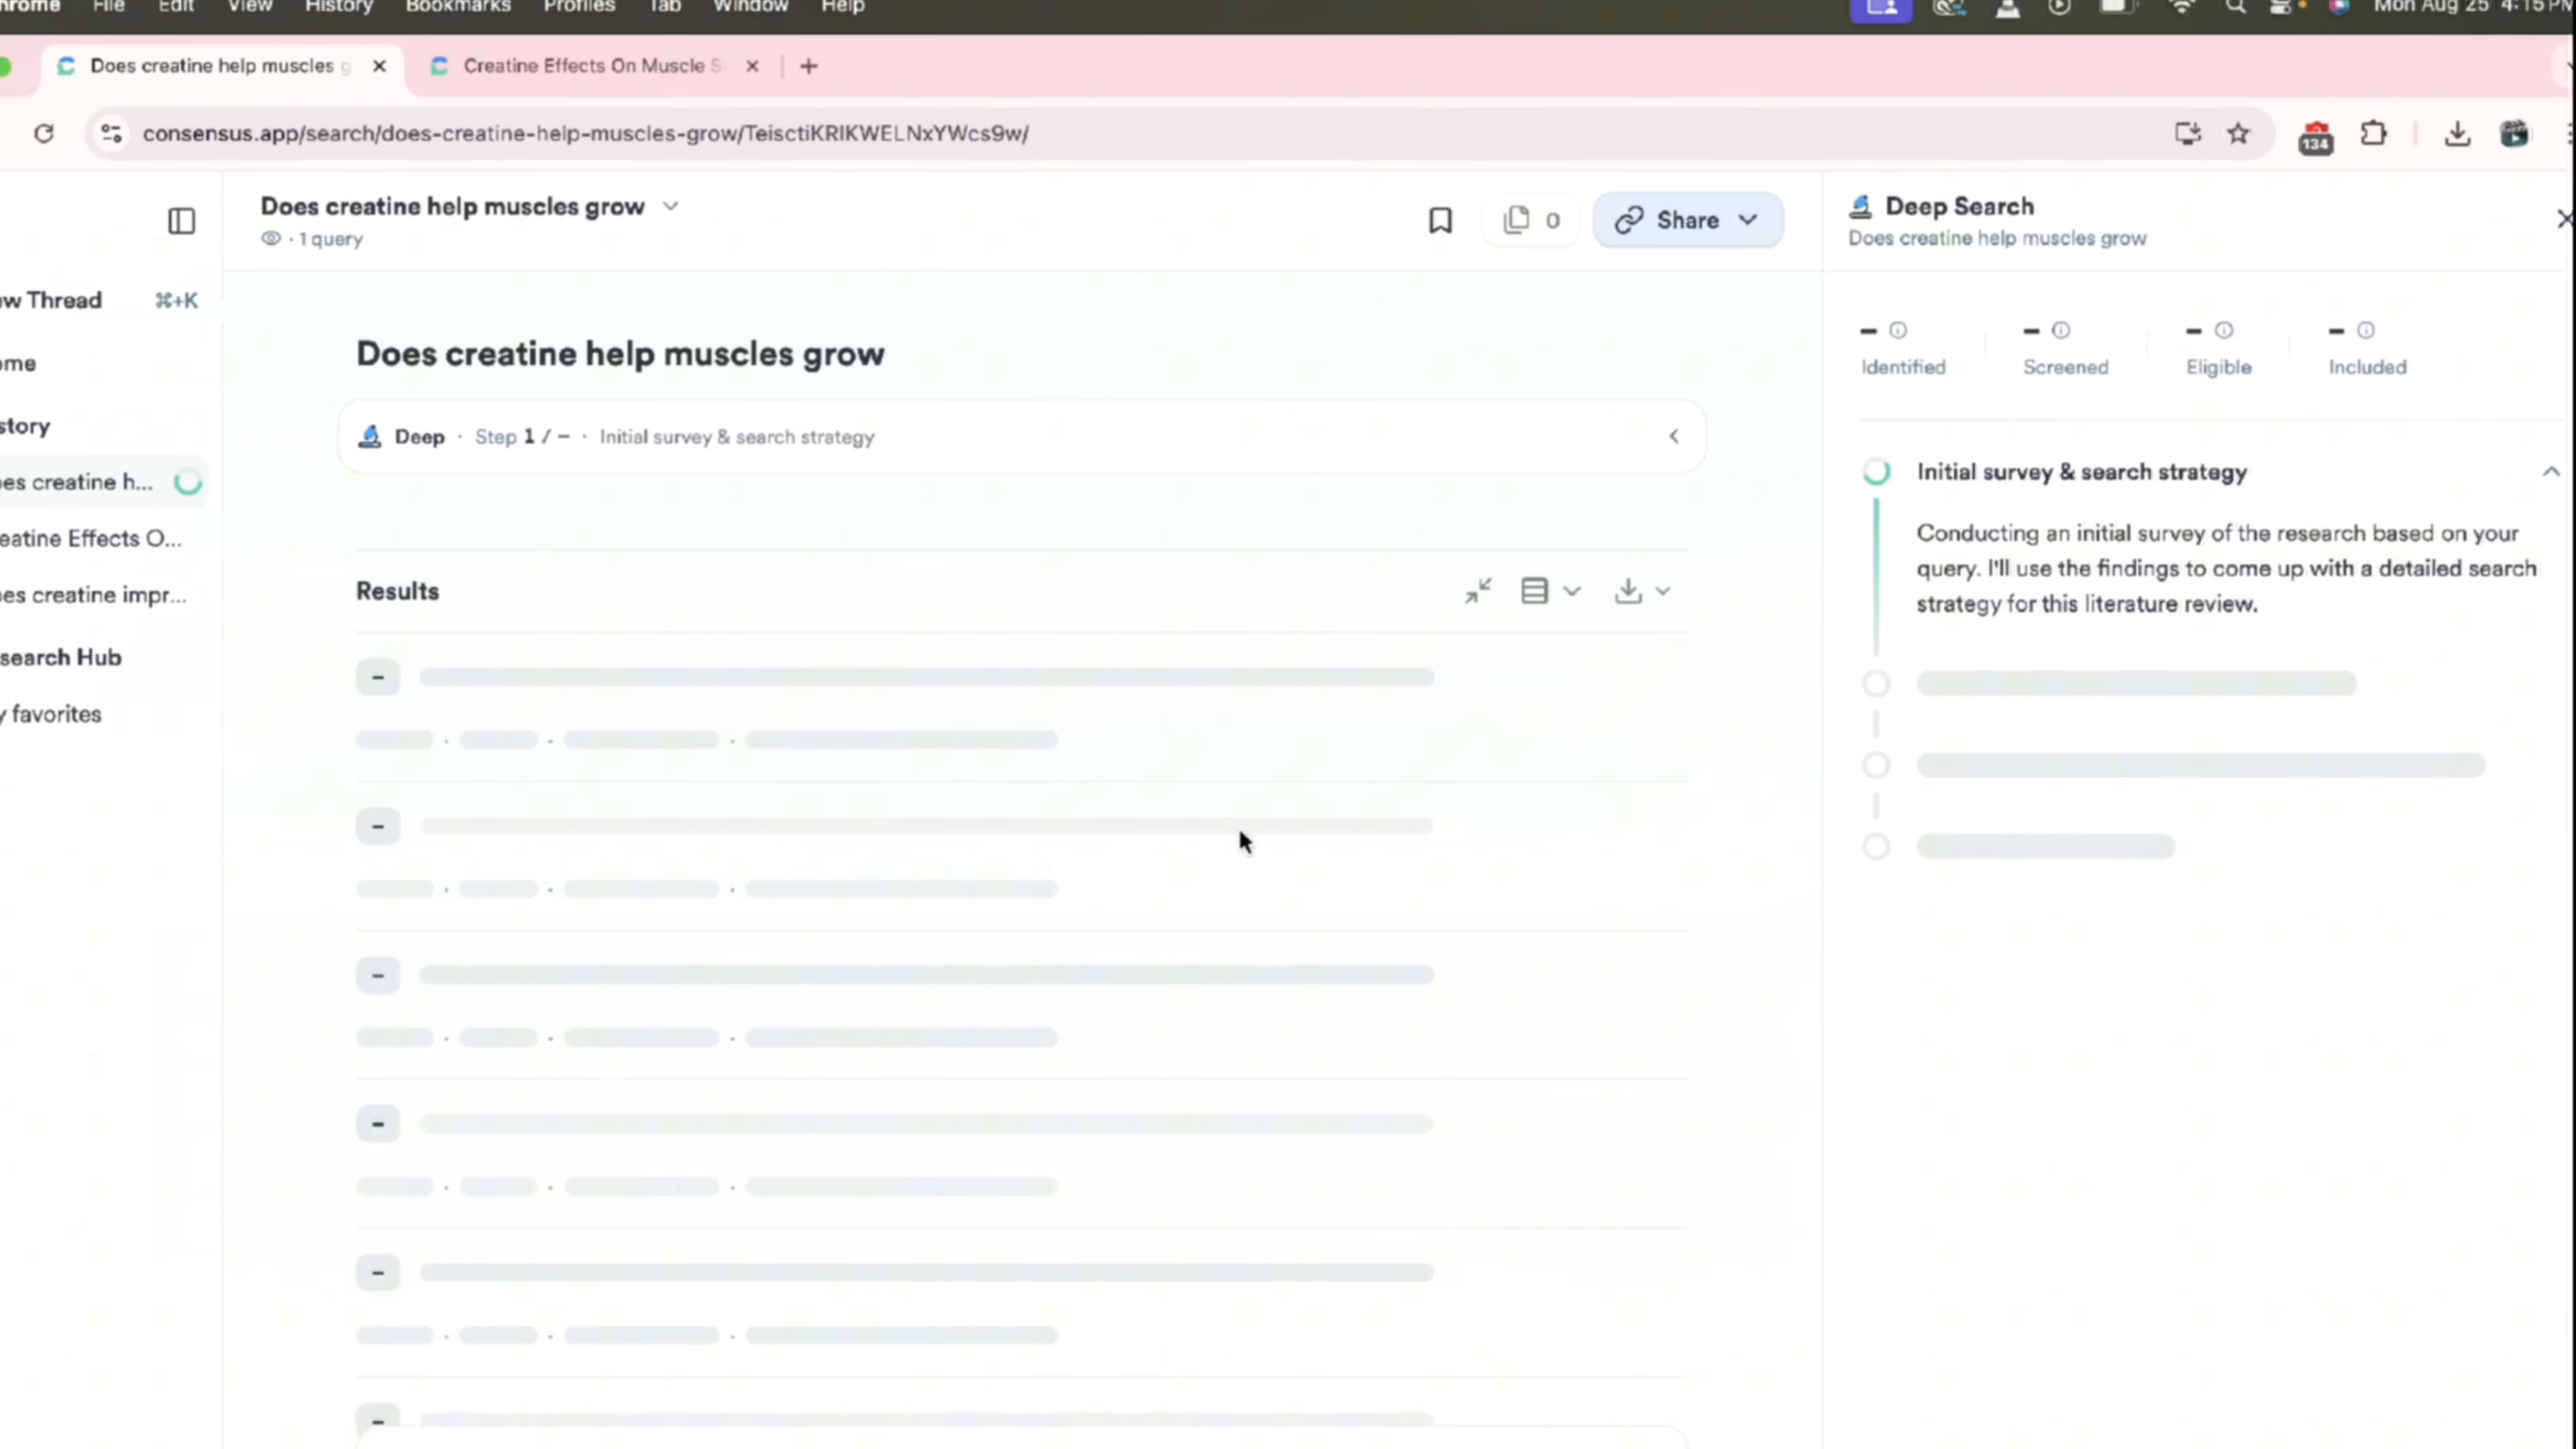 File Edit View History Bookmarks Profiles Tab Window Help
Mon Aug 25 4:15 PM
Does creatine help muscles g
Creatine Effects On Muscle S
consensus.app/search/does-creatine-help-muscles-grow/TeisctiKRIKWELNxYWcs9w/
134
Does creatine help muscles grow
· 1 query
0
Share
Deep Search
Does creatine help muscles grow
ew Thread ⌘+K
ome
story
es creatine h...
eatine Effects O...
es creatine impr...
search Hub
y favorites
Does creatine help muscles grow
Deep · Step 1 / – · Initial survey & search strategy
Results
–
–
–
–
–
–
– – – –
Identified Screened Eligible Included
Initial survey & search strategy
Conducting an initial survey of the research based on your
query. I'll use the findings to come up with a detailed search
strategy for this literature review.